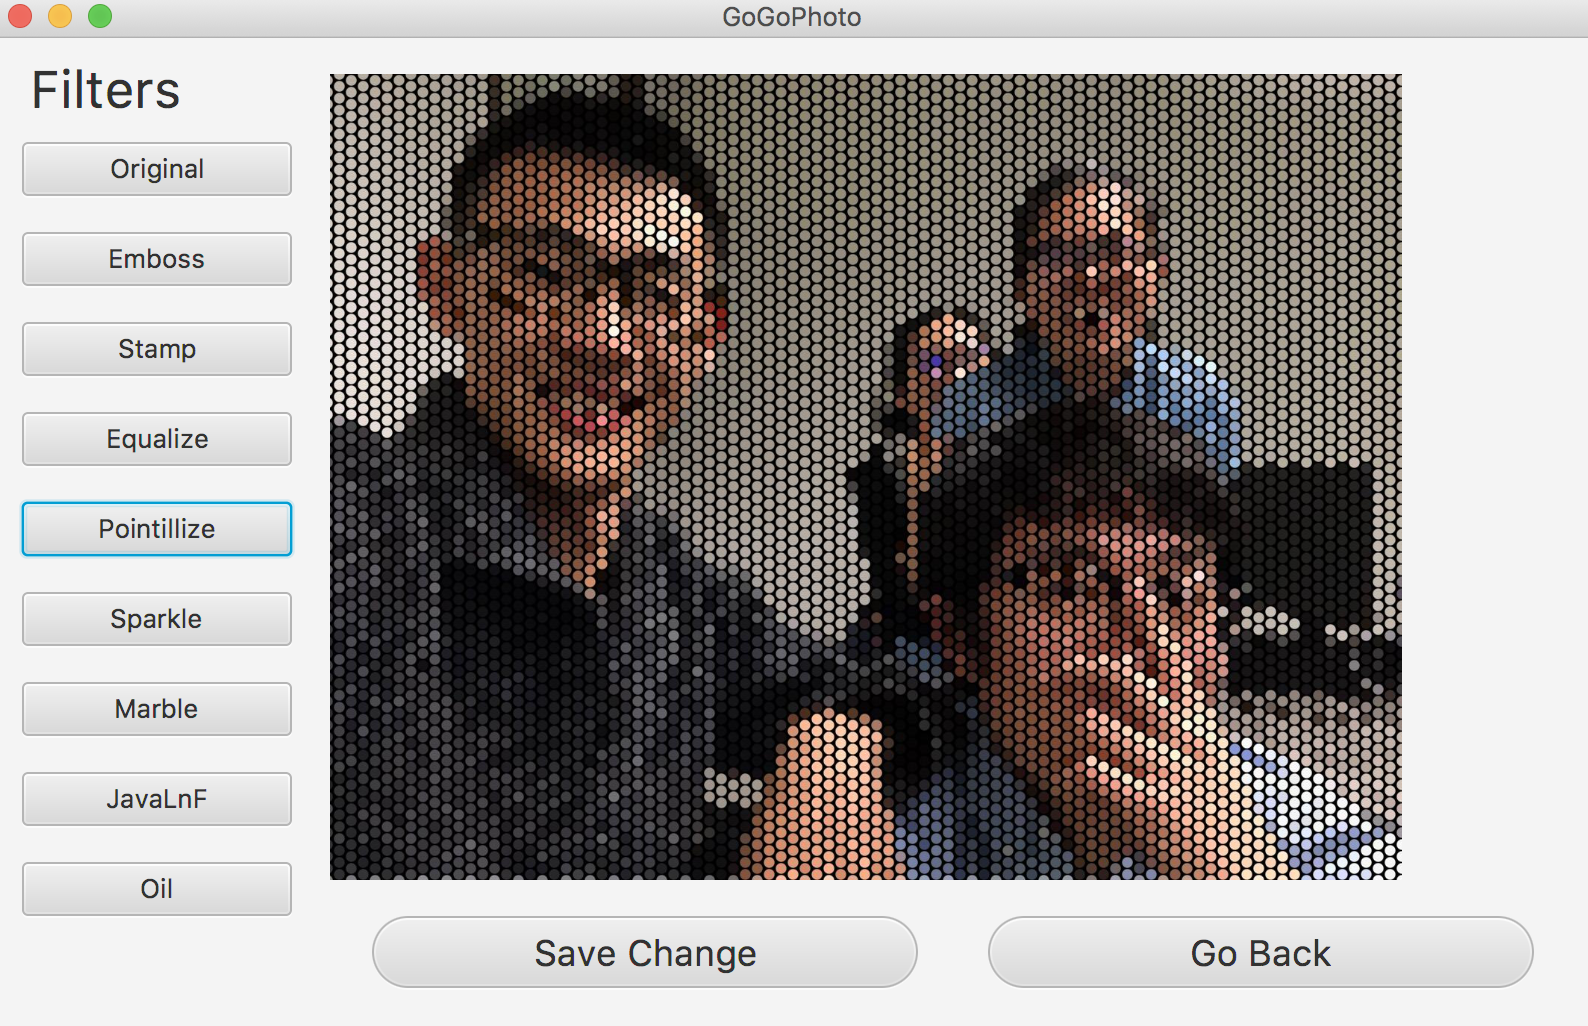 GoGoPhoto
Filters
Original
Emboss
Stamp
Equalize
Pointillize
Sparkle
Marble
JavaLnF
Oil
Save Change
Go Back